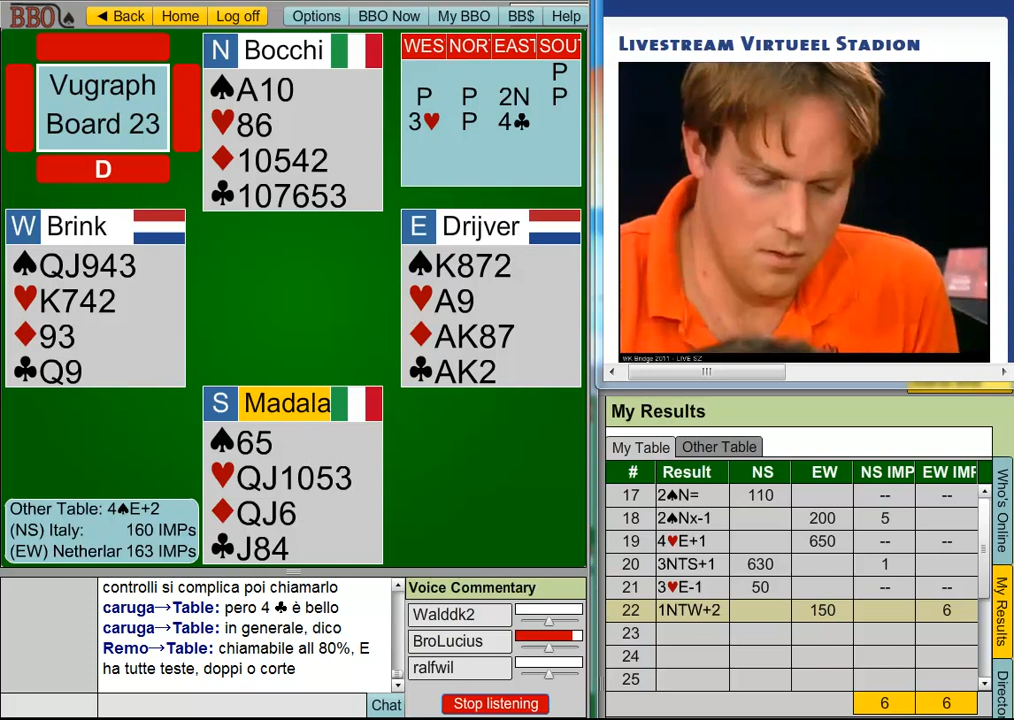 BBO ◄ Back Home Log off Options BBO Now My BBO BB$ Help
Vugraph
Board 23
D
N Bocchi
♠A10
♥86
♦10542
♣107653
WES NOR EAST SOU
P
P P 2N P
3♥ P 4♣
W Brink
♠QJ943
♥K742
♦93
♣Q9
E Drijver
♠K872
♥A9
♦AK87
♣AK2
S Madala
♠65
♥QJ1053
♦QJ6
♣J84
Other Table: 4♠E+2
(NS) Italy: 160 IMPs
(EW) Netherlar 163 IMPs
controlli si complica poi chiamarlo
caruga→Table: pero 4 ♣ è bello
caruga→Table: in generale, dico
Remo→Table: chiamabile all 80%, E
ha tutte teste, doppi o corte
Chat
Voice Commentary
Walddk2
BroLucius
ralfwil
Stop listening
Livestream Virtueel Stadion
WK Bridge 2011 - LIVE SZ
My Results
My Table Other Table
# Result NS EW NS IMP EW IMF
17 2♠N= 110 -- --
18 2♠Nx-1 200 5
19 4♥E+1 650 -- --
20 3NTS+1 630 1
21 3♥E-1 50 -- --
22 1NTW+2 150 6
23
24
25
6 6
Who's Online
My Results
Director